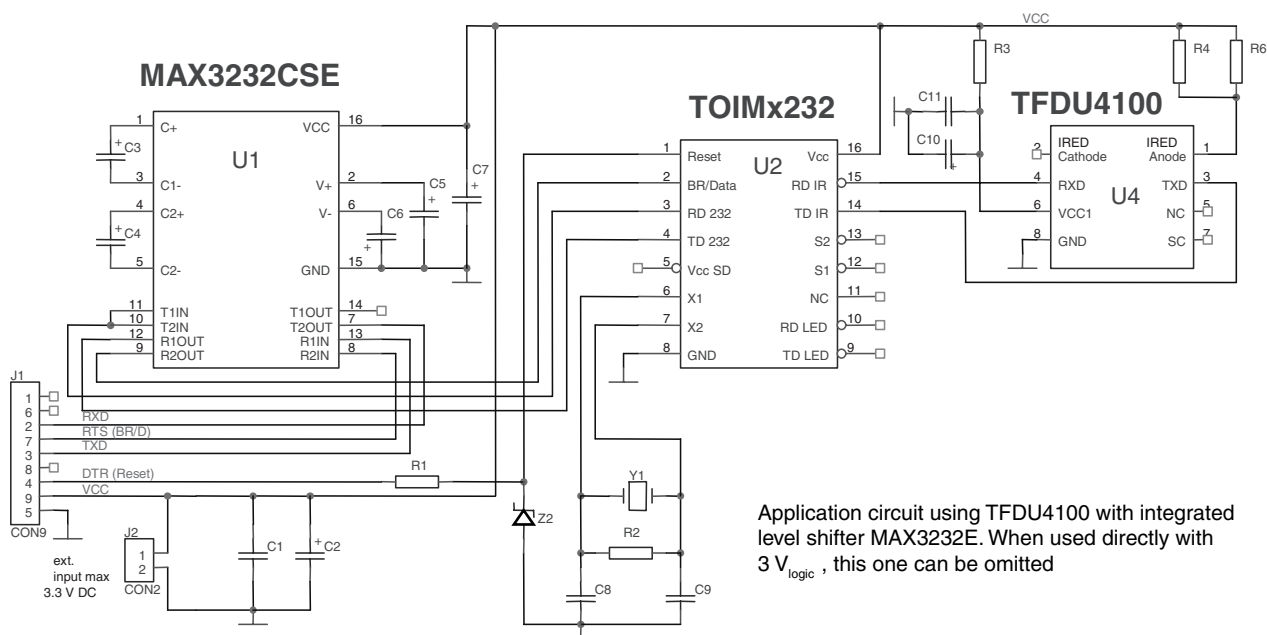 VCC
MAX3232CSE
TOIMx232
TFDU4100
R3
R4
R6
C11
C10
1 C+
VCC 16
U1
C3
+
3 C1-
V+ 2
4 C2+
V- 6
C4
+
5 C2-
GND 15
C5
+
C6
+
C7
+
11 T1IN
T1OUT 14
10 T2IN
T2OUT 7
12 R1OUT
R1IN 13
9 R2OUT
R2IN 8
1 Reset
Vcc 16
U2
2 BR/Data
RD IR 15
3 RD 232
TD IR 14
4 TD 232
S2 13
5 Vcc SD
S1 12
6 X1
NC 11
7 X2
RD LED 10
8 GND
TD LED 9
+
2 IRED Cathode
IRED Anode 1
4 RXD
TXD 3
U4
6 VCC1
NC 5
8 GND
SC 7
J1
1
6
2 RXD
7 RTS (BR/D)
3 TXD
8
4 DTR (Reset)
9 VCC
5
CON9
R1
Z2
Y1
R2
C8
C9
J2
1
2
CON2
C1
+
C2
ext.
input max
3.3 V DC
Application circuit using TFDU4100 with integrated
level shifter MAX3232E. When used directly with
3 Vlogic , this one can be omitted